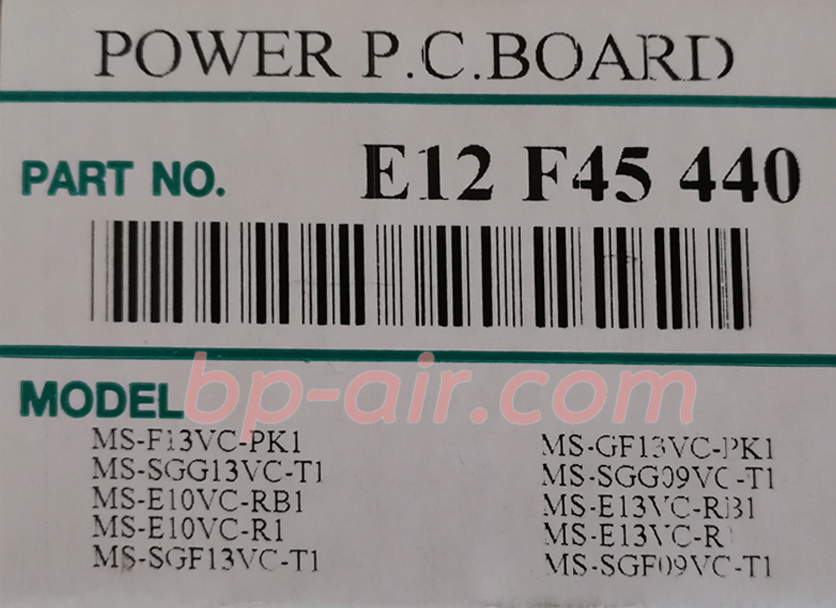 POWER P.C.BOARD
PART NO. E12 F45 440
bp-air.com
MODEL
MS-F13VC-PK1 MS-GF13VC-PK1
MS-SGG13VC-T1 MS-SGG09VC-T1
MS-E10VC-RB1 MS-E13VC-RB1
MS-E10VC-R1 MS-E13VC-R
MS-SGF13VC-T1 MS-SGF09VC-T1